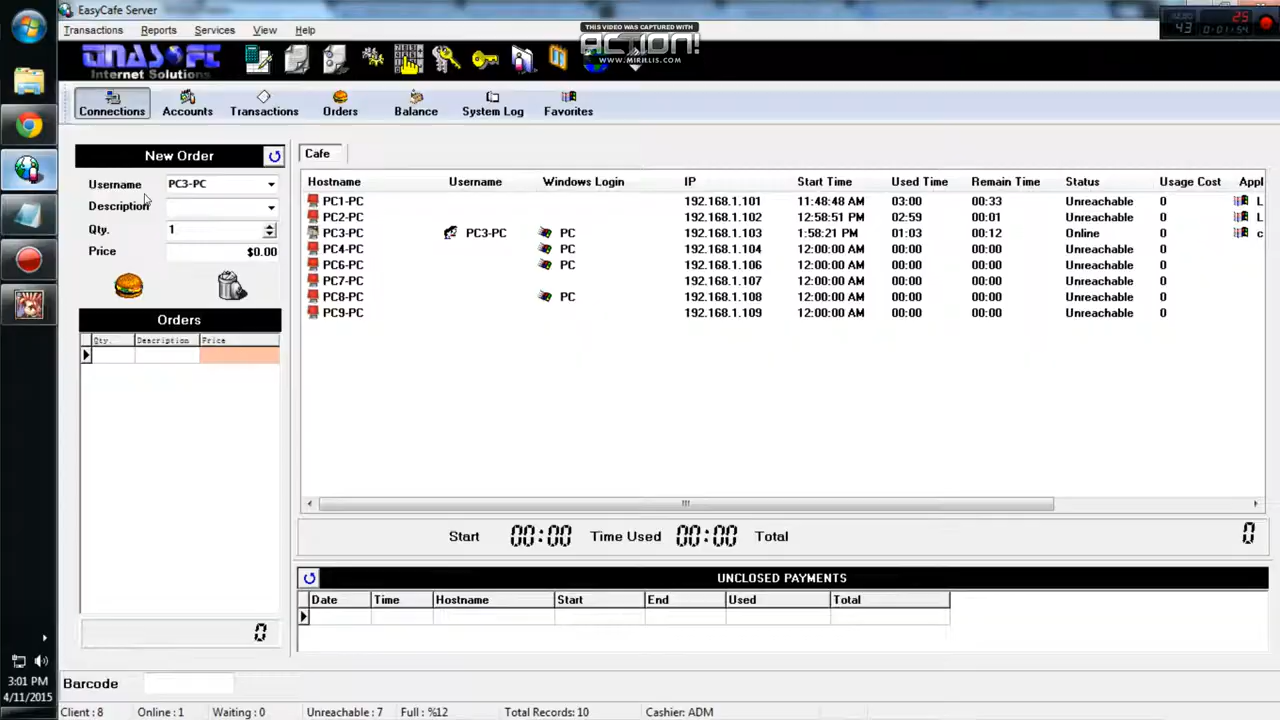 EasyCafe Server
Transactions Reports Services View Help
THIS VIDEO WAS CAPTURED WITH
ACTION!
WWW.MIRILLIS.COM
43 25
0:01:54
TINASOFT
Internet Solutions
Connections Accounts Transactions Orders Balance System Log Favorites
New Order
Username PC3-PC
Description
Qty. 1
Price $0.00
Orders
Qty. Description Price
0
Cafe
Hostname Username Windows Login IP Start Time Used Time Remain Time Status Usage Cost Appl
PC1-PC 192.168.1.101 11:48:48 AM 03:00 00:33 Unreachable 0 L
PC2-PC 192.168.1.102 12:58:51 PM 02:59 00:01 Unreachable 0 L
PC3-PC PC3-PC PC 192.168.1.103 1:58:21 PM 01:03 00:12 Online 0 c
PC4-PC 192.168.1.104 12:00:00 AM 00:00 00:00 Unreachable 0
PC6-PC PC 192.168.1.106 12:00:00 AM 00:00 00:00 Unreachable 0
PC7-PC 192.168.1.107 12:00:00 AM 00:00 00:00 Unreachable 0
PC8-PC PC 192.168.1.108 12:00:00 AM 00:00 00:00 Unreachable 0
PC9-PC 192.168.1.109 12:00:00 AM 00:00 00:00 Unreachable 0
Start 00:00 Time Used 00:00 Total 0
UNCLOSED PAYMENTS
Date Time Hostname Start End Used Total
Barcode
3:01 PM
4/11/2015
Client : 8 Online : 1 Waiting : 0 Unreachable : 7 Full : %12 Total Records: 10 Cashier: ADM